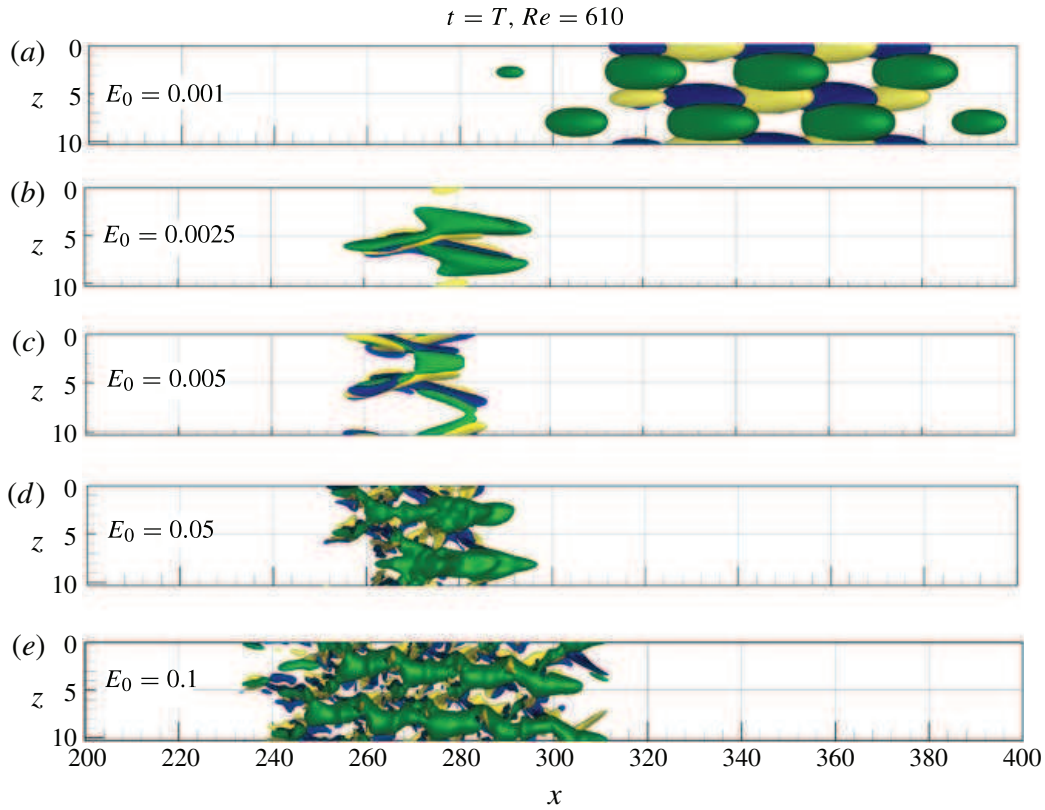 t = T, Re = 610
(a)
0
z
5
10
E₀ = 0.001
(b)
0
z
5
10
E₀ = 0.0025
(c)
0
z
5
10
E₀ = 0.005
(d)
0
z
5
10
E₀ = 0.05
(e)
0
z
5
10
E₀ = 0.1
200 220 240 260 280 300 320 340 360 380 400
x